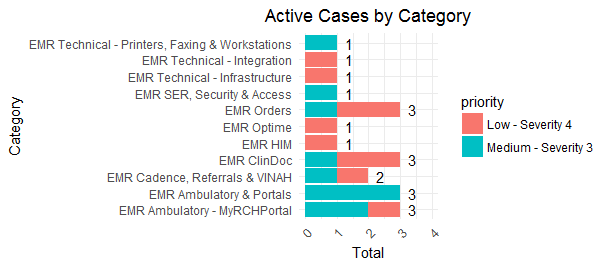 Active Cases by Category
Category
EMR Technical - Printers, Faxing & Workstations 1
EMR Technical - Integration 1
EMR Technical - Infrastructure 1
EMR SER, Security & Access 1
EMR Orders 3
EMR Optime 1
EMR HIM 1
EMR ClinDoc 3
EMR Cadence, Referrals & VINAH 2
EMR Ambulatory & Portals 3
EMR Ambulatory - MyRCHPortal 3
0 1 2 3 4
Total
priority
Low - Severity 4
Medium - Severity 3